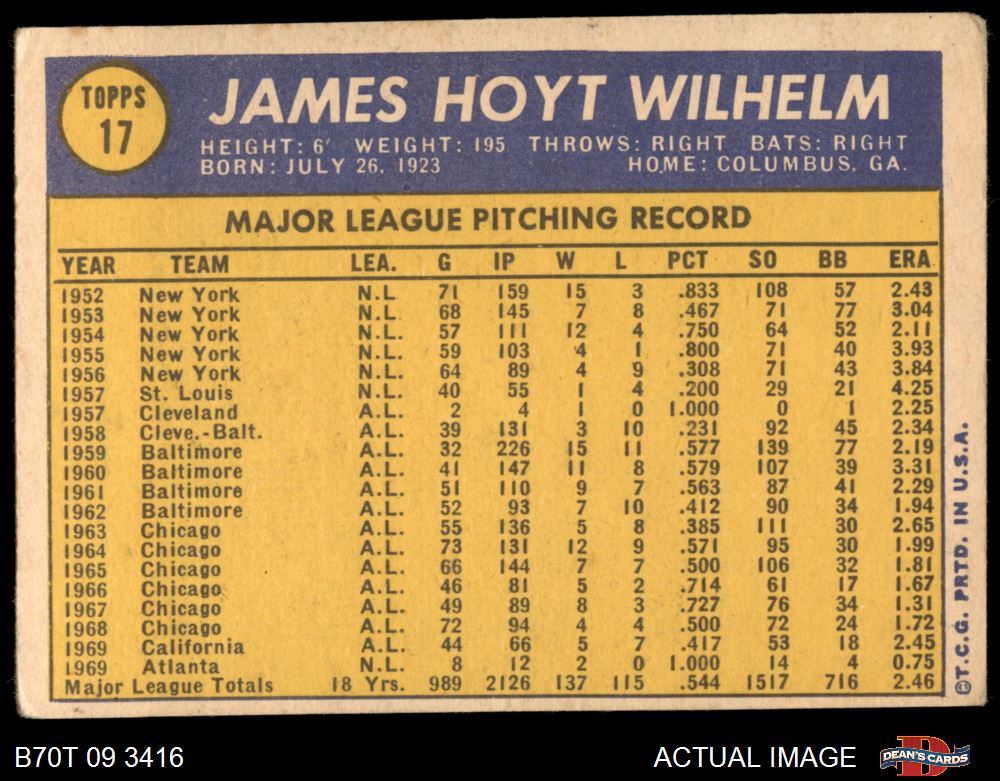 TOPPS
17
JAMES HOYT WILHELM
HEIGHT: 6' WEIGHT: 195 THROWS: RIGHT BATS: RIGHT
BORN: JULY 26, 1923 HOME: COLUMBUS, GA.
MAJOR LEAGUE PITCHING RECORD
YEAR TEAM LEA. G IP W L PCT SO BB ERA
1952 New York N.L 71 159 15 3 .833 108 57 2.43
1953 New York N.L. 68 145 7 8 .467 71 77 3.04
1954 New York N.L. 57 111 12 4 .750 64 52 2.11
1955 New York N.L. 59 103 4 1 .800 71 40 3.93
1956 New York N.L. 64 89 4 9 .308 71 43 3.84
1957 St. Louis N.L. 40 55 1 4 .200 29 21 4.25
1957 Cleveland A.L. 2 4 1 0 1.000 0 1 2.25
1958 Cleve.-Balt. A.L. 39 131 3 10 .231 92 45 2.34
1959 Baltimore A.L. 32 226 15 11 .577 139 77 2.19
1960 Baltimore A.L. 41 147 11 8 .579 107 39 3.31
1961 Baltimore A.L. 51 110 9 7 .563 87 41 2.29
1962 Baltimore A.L. 52 93 7 10 .412 90 34 1.94
1963 Chicago A.L. 55 136 5 8 .385 111 30 2.65
1964 Chicago A.L. 73 131 12 9 .571 95 30 1.99
1965 Chicago A.L. 66 144 7 7 .500 106 32 1.81
1966 Chicago A.L. 46 81 5 2 .714 61 17 1.67
1967 Chicago A.L. 49 89 8 3 .727 76 34 1.31
1968 Chicago A.L. 72 94 4 4 .500 72 24 1.72
1969 California A.L. 44 66 5 7 .417 53 18 2.45
1969 Atlanta N.L. 8 12 2 0 1.000 14 4 0.75
Major League Totals 18 Yrs. 989 2126 137 115 .544 1517 716 2.46
©T.C.G. PRTD. IN U.S.A.
B70T 09 3416 ACTUAL IMAGE
D
DEAN'S CARDS